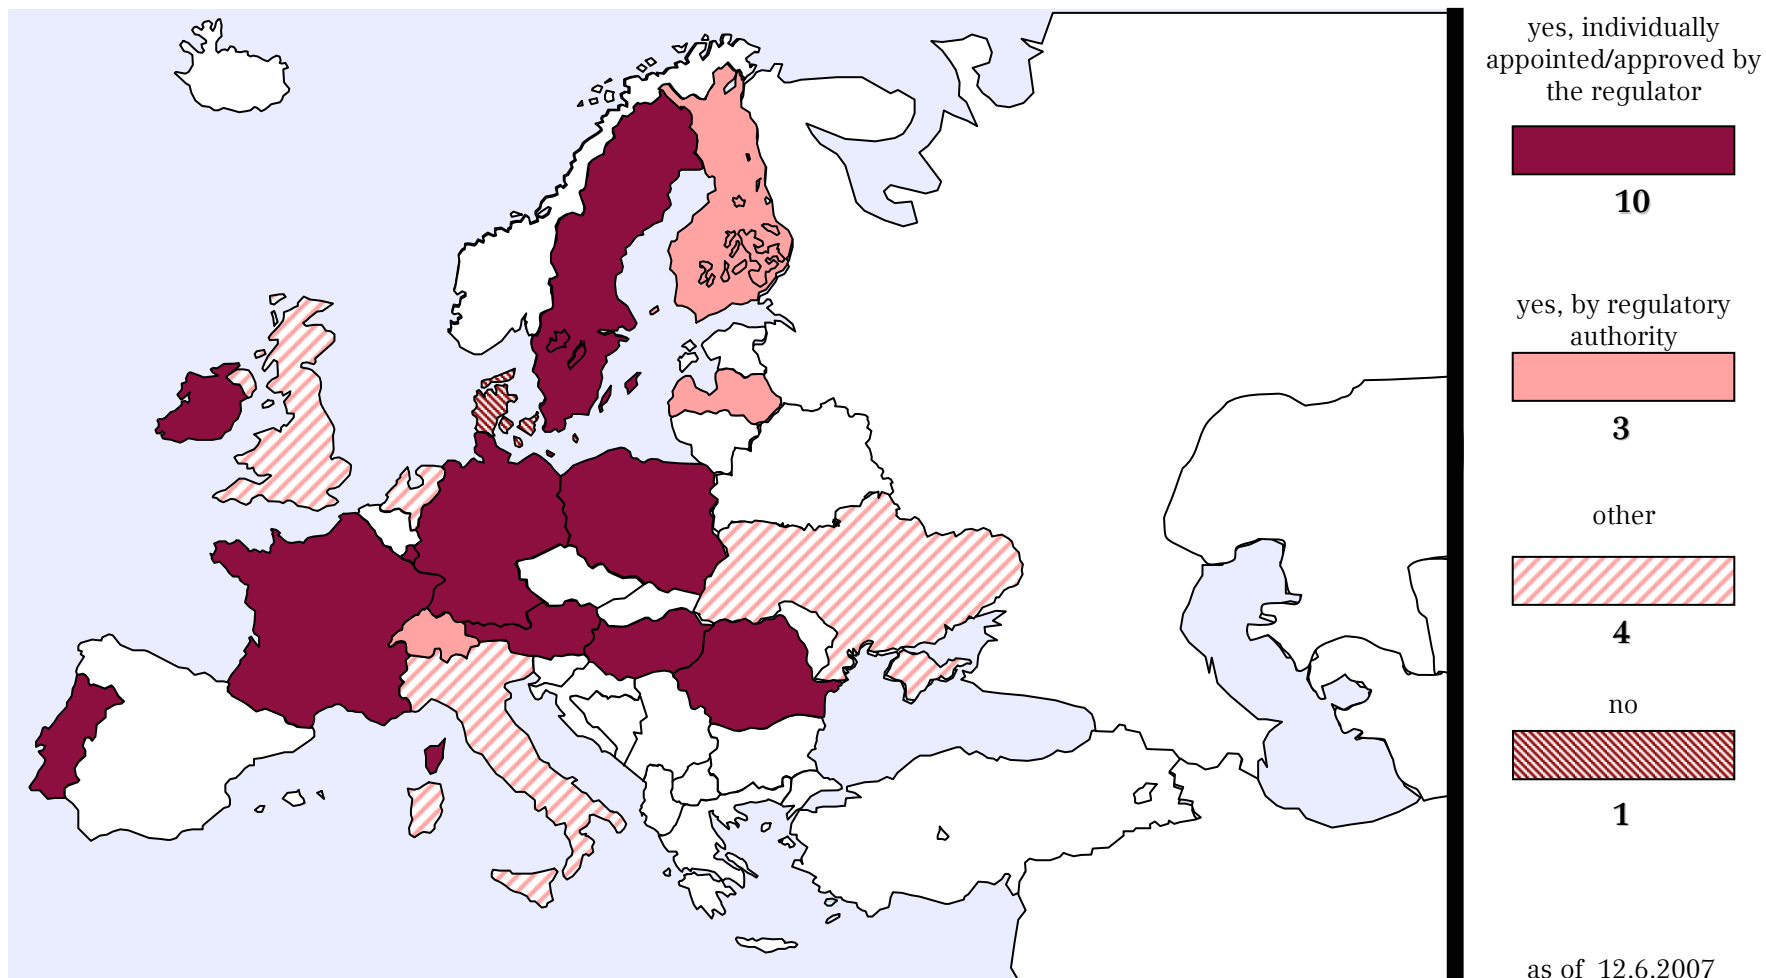 yes, individually
appointed/approved by
the regulator
10
yes, by regulatory
authority
3
other
4
no
1
as of 12.6.2007